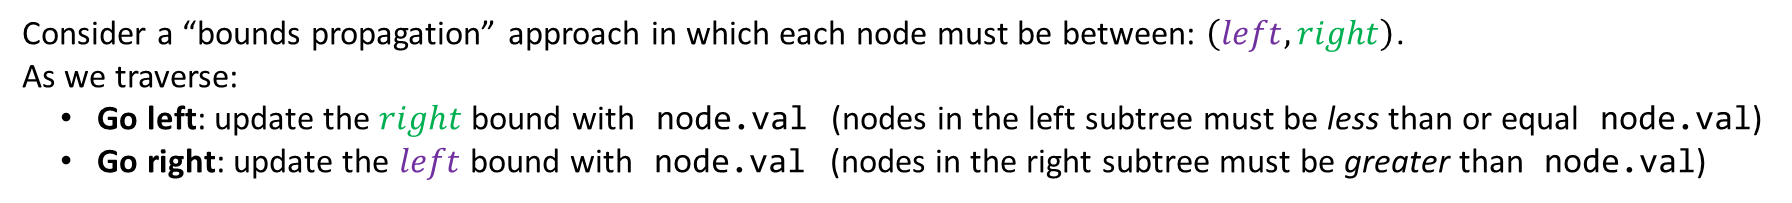 Consider a “bounds propagation” approach in which each node must be between: (left, right).
As we traverse:
• Go left: update the right bound with node.val (nodes in the left subtree must be less than or equal node.val)
• Go right: update the left bound with node.val (nodes in the right subtree must be greater than node.val)